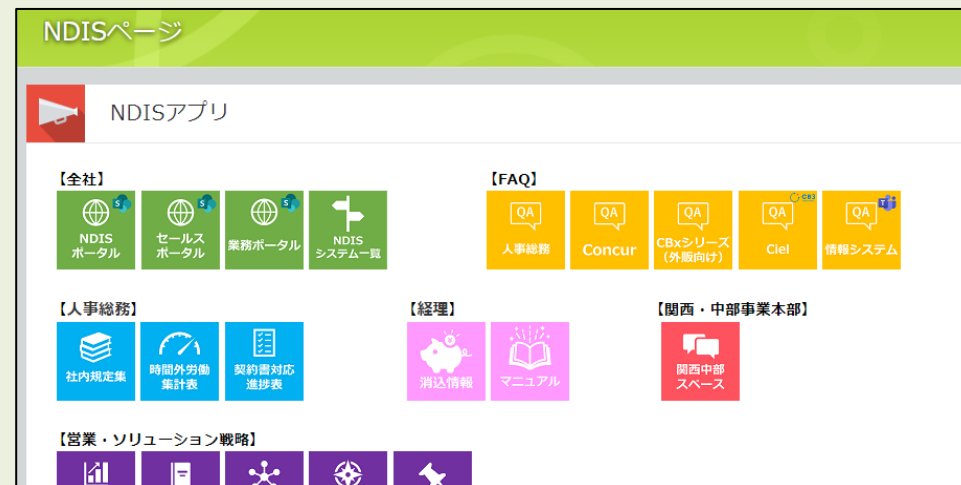 NDISページ
NDISアプリ
【全社】
NDIS
ポータル
セールス
ポータル
業務ポータル
NDIS
システム一覧
【FAQ】
QA
人事総務
QA
Concur
QA
CBxシリーズ
(外販向け)
CB3
QA
Ciel
QA
情報システム
【人事総務】
社内規定集
時間外労働
集計表
契約書対応
進捗表
【経理】
消込情報
マニュアル
【関西・中部事業本部】
関西中部
スペース
【営業・ソリューション戦略】